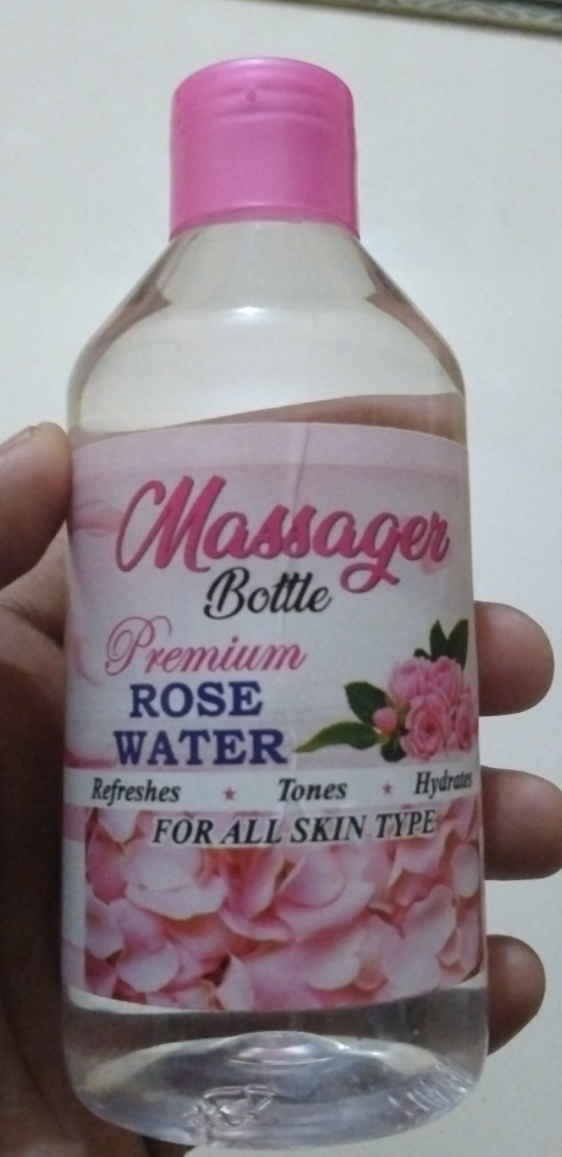 Massager
Bottle
Premium
ROSE
WATER
Refreshes ★ Tones ★ Hydrates
FOR ALL SKIN TYPE